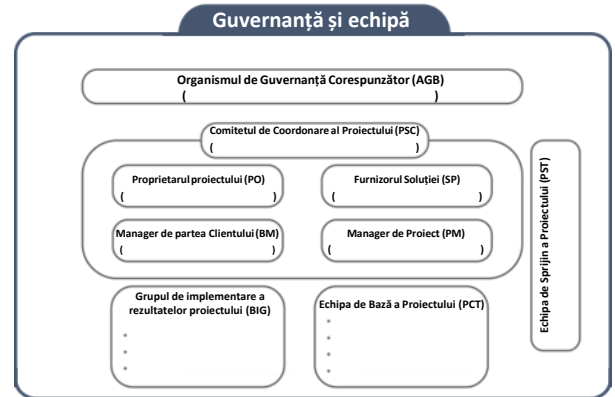 Guvernanță și echipă
Organismul de Guvernanță Corespunzător (AGB)
( )
Comitetul de Coordonare al Proiectului (PSC)
( )
Proprietarul proiectului (PO)
( )
Furnizorul Soluției (SP)
( )
Manager de partea Clientului (BM)
( )
Manager de Proiect (PM)
( )
Grupul de implementare a
rezultatelor proiectului (BIG)
Echipa de Bază a Proiectului (PCT)
Echipa de Sprijin a Proiectului (PST)